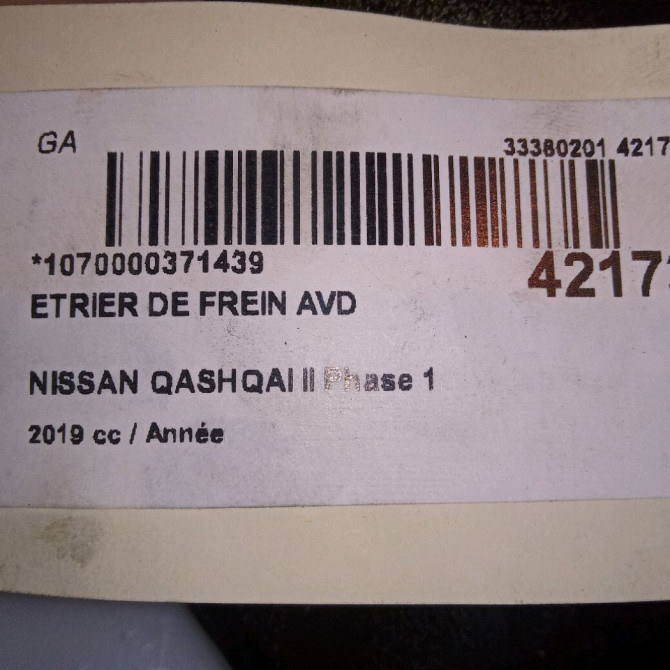 GA
33380201 4217
*1070000371439
4217
ETRIER DE FREIN AVD
NISSAN QASHQAI II Phase 1
2019 cc / Année